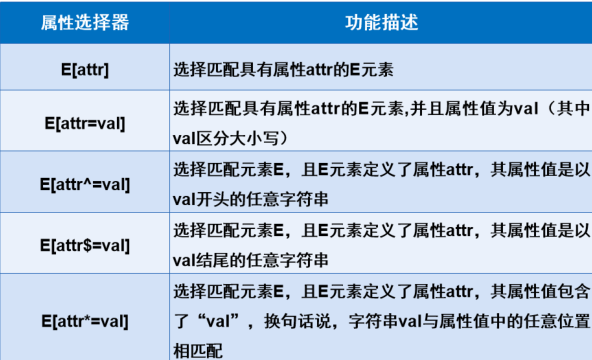 属性选择器 功能描述
E[attr] 选择匹配具有属性attr的E元素
E[attr=val] 选择匹配具有属性attr的E元素,并且属性值为val（其中
val区分大小写）
E[attr^=val] 选择匹配元素E，且E元素定义了属性attr，其属性值是以
val开头的任意字符串
E[attr$=val] 选择匹配元素E，且E元素定义了属性attr，其属性值是以
val结尾的任意字符串
E[attr*=val] 选择匹配元素E，且E元素定义了属性attr，其属性值包含
了“val”，换句话说，字符串val与属性值中的任意位置
相匹配